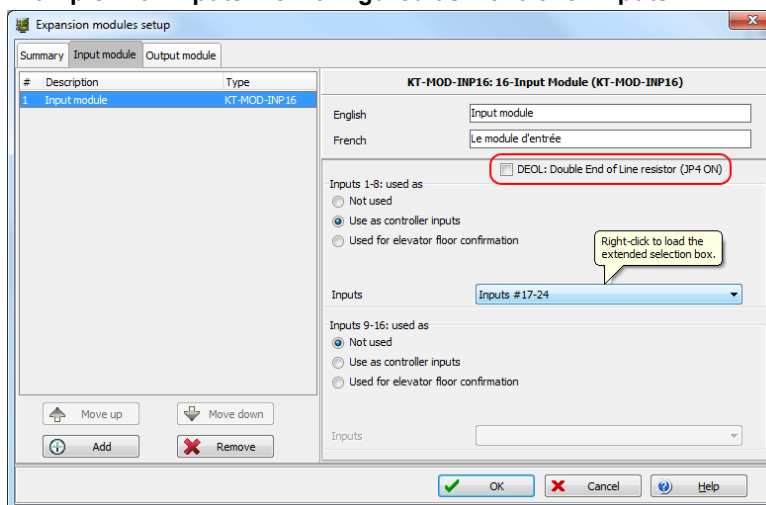 Expansion modules setup
Summary Input module Output module
# Description Type
1 Input module KT-MOD-INP16
KT-MOD-INP16: 16-Input Module (KT-MOD-INP16)
English Input module
French Le module d'entrée
DEOL: Double End of Line resistor (JP4 ON)
Inputs 1-8: used as
Not used
Use as controller inputs
Used for elevator floor confirmation
Right-click to load the
extended selection box.
Inputs Inputs #17-24
Inputs 9-16: used as
Not used
Use as controller inputs
Used for elevator floor confirmation
Inputs
Move up Move down
Add Remove
OK Cancel Help